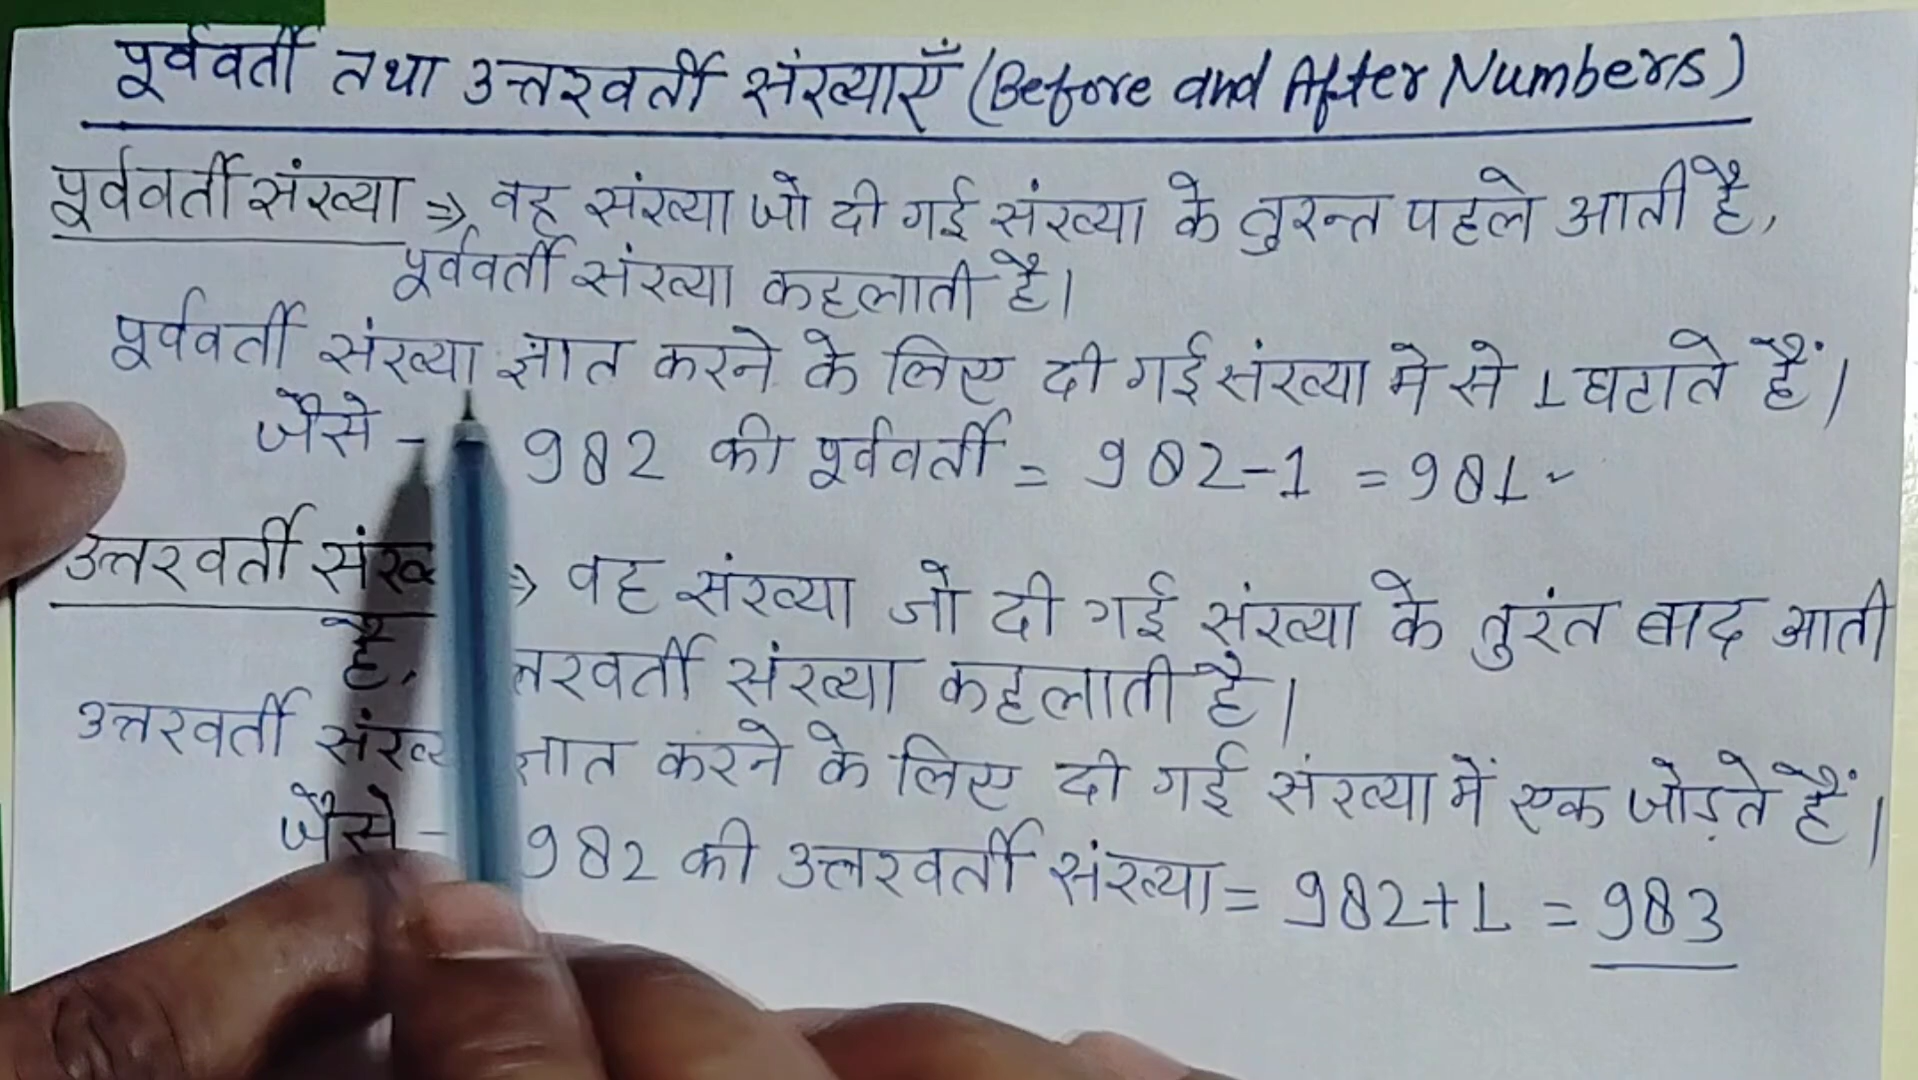 पूर्ववर्ती तथा उत्तरवर्ती संख्याएँ (Before and After Numbers)
पूर्ववर्ती संख्या ⇒ वह संख्या जो दी गई संख्या के तुरन्त पहले आती है,
पूर्ववर्ती संख्या कहलाती है।
पूर्ववर्ती संख्या ज्ञात करने के लिए दी गई संख्या मे से 1 घटाते हैं।
जैसे - 982 की पूर्ववर्ती = 982-1 = 981
उत्तरवर्ती ⇒ वह संख्या जो दी गई संख्या के तुरंत बाद आती
है, संख्या कहलाती है।
उत्तरवर्ती ज्ञात करने के लिए दी गई संख्या में एक जोड़ते हैं।
जैसे - 982 की उत्तरवर्ती संख्या = 982+1 = 983